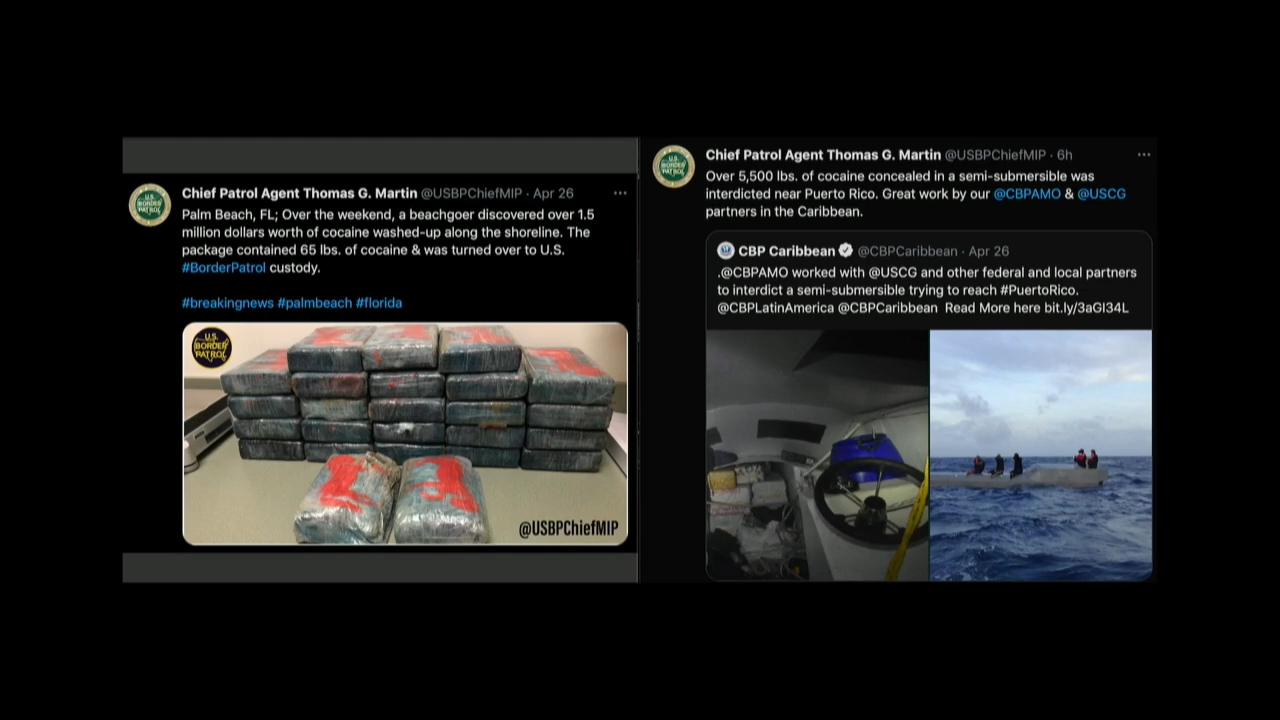 Chief Patrol Agent Thomas G. Martin @USBPChiefMIP · Apr 26
Palm Beach, FL; Over the weekend, a beachgoer discovered over 1.5
million dollars worth of cocaine washed-up along the shoreline. The
package contained 65 lbs. of cocaine & was turned over to U.S.
#BorderPatrol custody.
#breakingnews #palmbeach #florida
U.S.
BORDER
PATROL
@USBPChiefMIP
Chief Patrol Agent Thomas G. Martin @USBPChiefMIP · 6h
Over 5,500 lbs. of cocaine concealed in a semi-submersible was
interdicted near Puerto Rico. Great work by our @CBPAMO & @USCG
partners in the Caribbean.
CBP Caribbean @CBPCaribbean · Apr 26
.@CBPAMO worked with @USCG and other federal and local partners
to interdict a semi-submersible trying to reach #PuertoRico.
@CBPLatinAmerica @CBPCaribbean Read More here bit.ly/3aGI34L